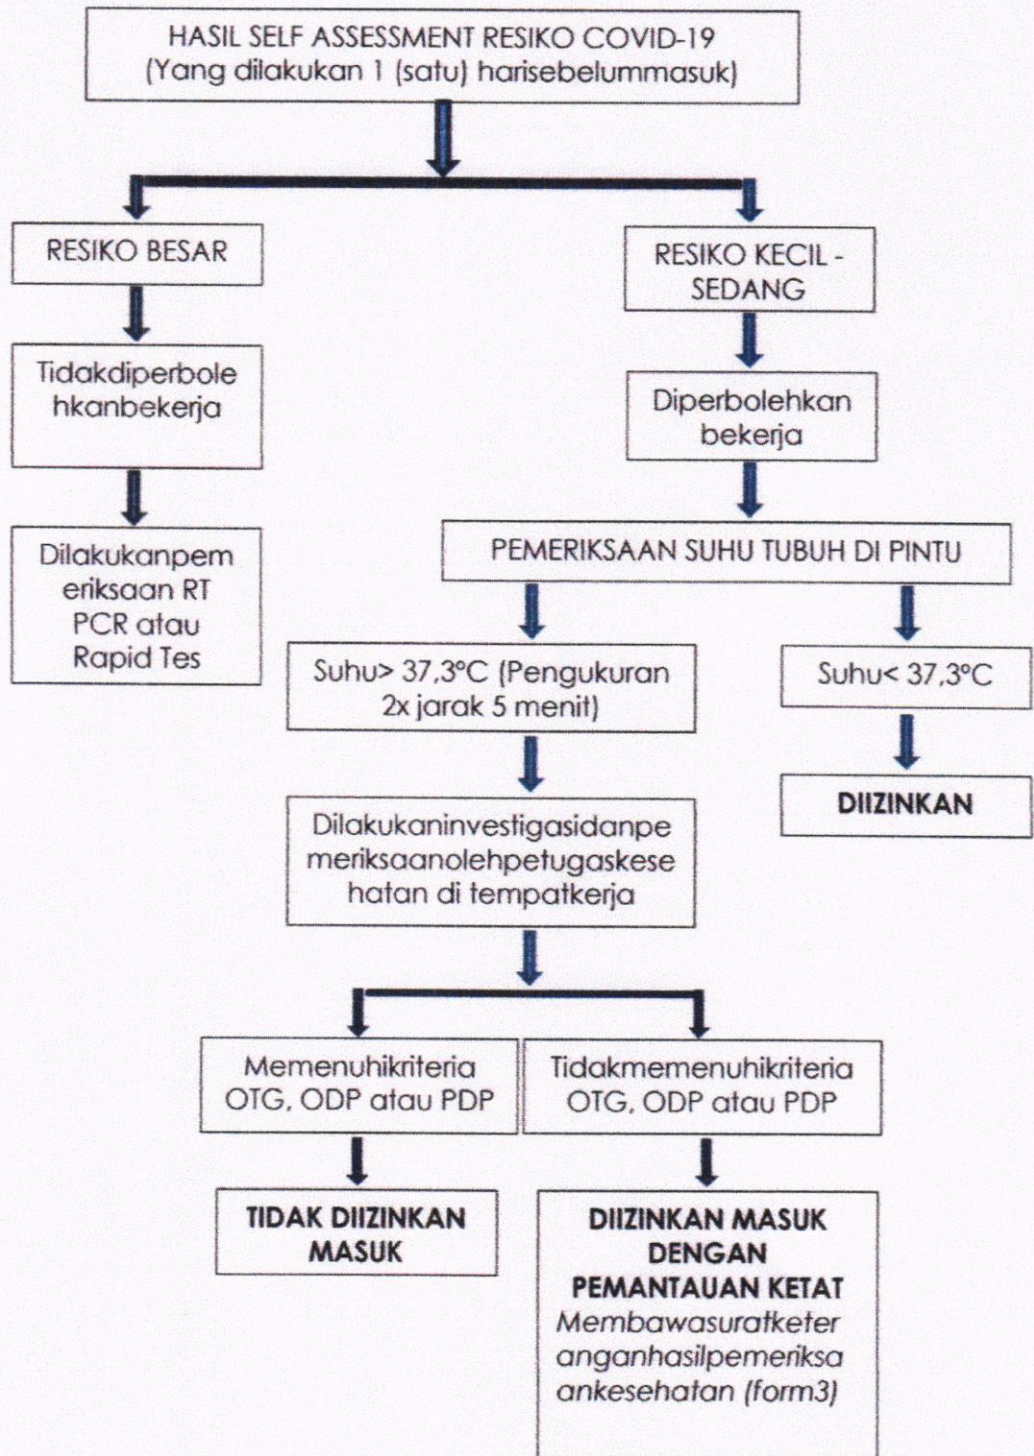 HASIL SELF ASSESSMENT RESIKO COVID-19
(Yang dilakukan 1 (satu) harisebelummasuk)
RESIKO BESAR
RESIKO KECIL -
SEDANG
Tidakdiperbole
hkanbekerja
Diperbolehkan
bekerja
Dilakukanpem
eriksaan RT
PCR atau
Rapid Tes
PEMERIKSAAN SUHU TUBUH DI PINTU
Suhu> 37,3°C (Pengukuran
2x jarak 5 menit)
Suhu< 37,3°C
DIIZINKAN
Dilakukaninvestigasidanpe
meriksaanolehpetugaskese
hatan di tempatkerja
Memenuhikriteria
OTG, ODP atau PDP
Tidakmemenuhikriteria
OTG, ODP atau PDP
TIDAK DIIZINKAN
MASUK
DIIZINKAN MASUK
DENGAN
PEMANTAUAN KETAT
Membawasuratketer
anganhasilpemeriksa
ankesehatan (form3)